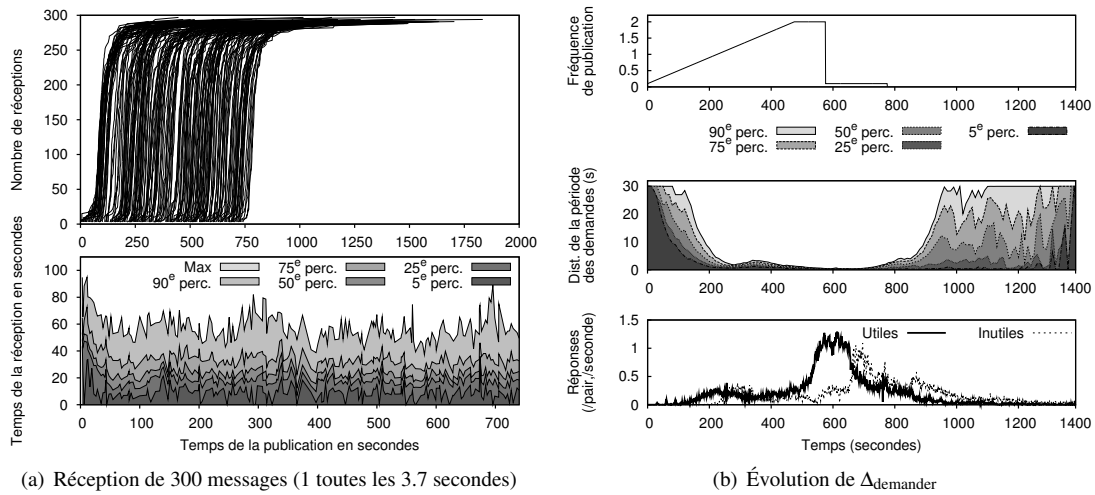 300
250
200
150
100
50
0
Nombre de réceptions
0 250 500 750 1000 1250 1500 1750 2000
100
80
60
40
20
0
Temps de la réception en secondes
Max 75e perc. 25e perc.
90e perc. 50e perc. 5e perc.
0 100 200 300 400 500 600 700
Temps de la publication en secondes
(a) Réception de 300 messages (1 toutes les 3.7 secondes)
Fréquence
de publication
2
1.5
1
0.5
0
0 200 400 600 800 1000 1200 1400
90e perc. 50e perc. 5e perc.
75e perc. 25e perc.
Dist. de la période
des demandes (s)
30
20
10
0
0 200 400 600 800 1000 1200 1400
Réponses
(/pair./seconde)
1.5
1
0.5
0
Utiles Inutiles
0 200 400 600 800 1000 1200 1400
Temps (secondes)
(b) Évolution de Δdemander